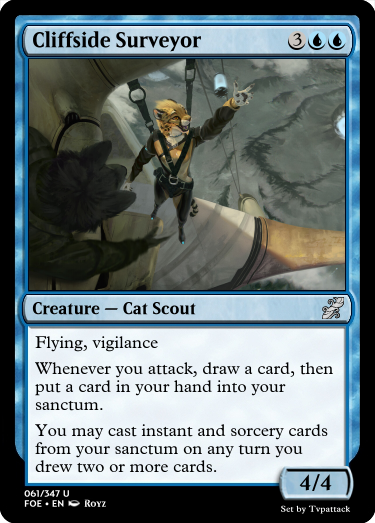 Cliffside Surveyor 3
Creature — Cat Scout
Flying, vigilance
Whenever you attack, draw a card, then
put a card in your hand into your
sanctum.
You may cast instant and sorcery cards
from your sanctum on any turn you
drew two or more cards.
4/4
061/347 U
FOE • EN Royz
Set by Tvpattack